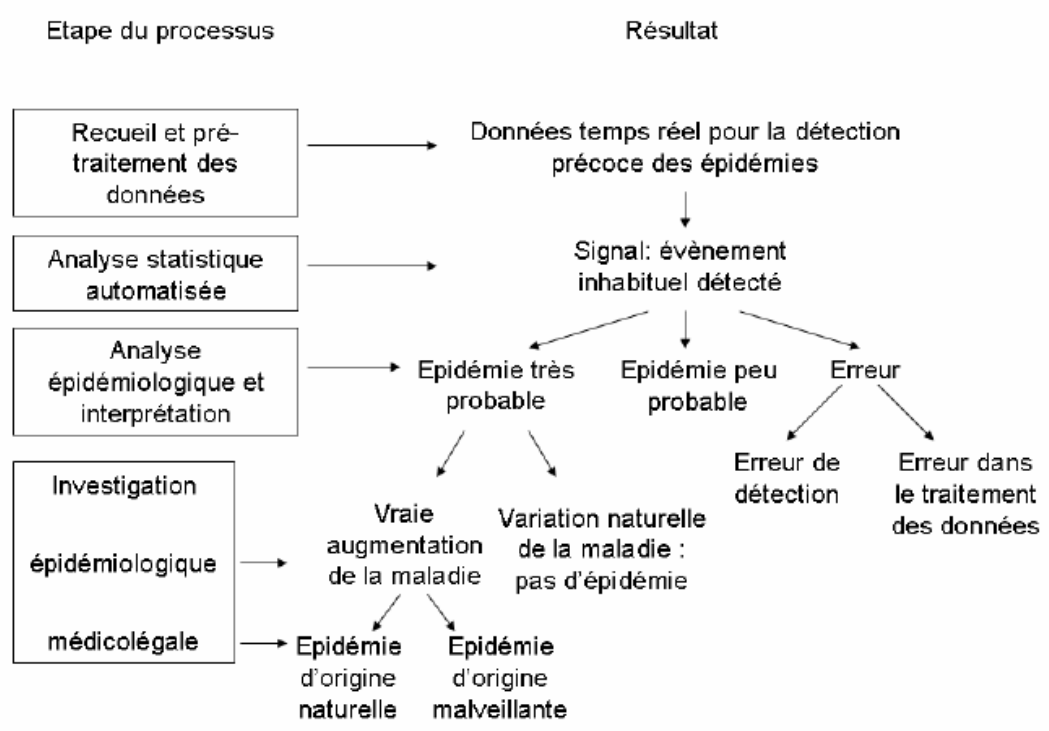 Etape du processus
Résultat
Recueil et pré-
traitement des
données
Données temps réel pour la détection
précoce des épidémies
Analyse statistique
automatisée
Signal: évènement
inhabituel détecté
Analyse
épidémiologique et
interprétation
Epidémie très
probable
Epidémie peu
probable
Erreur
Erreur de
détection
Erreur dans
le traitement
des données
Investigation
épidémiologique
médicolégale
Vraie
augmentation
de la maladie
Variation naturelle
de la maladie :
pas d'épidémie
Epidémie
d'origine
naturelle
Epidémie
d'origine
malveillante